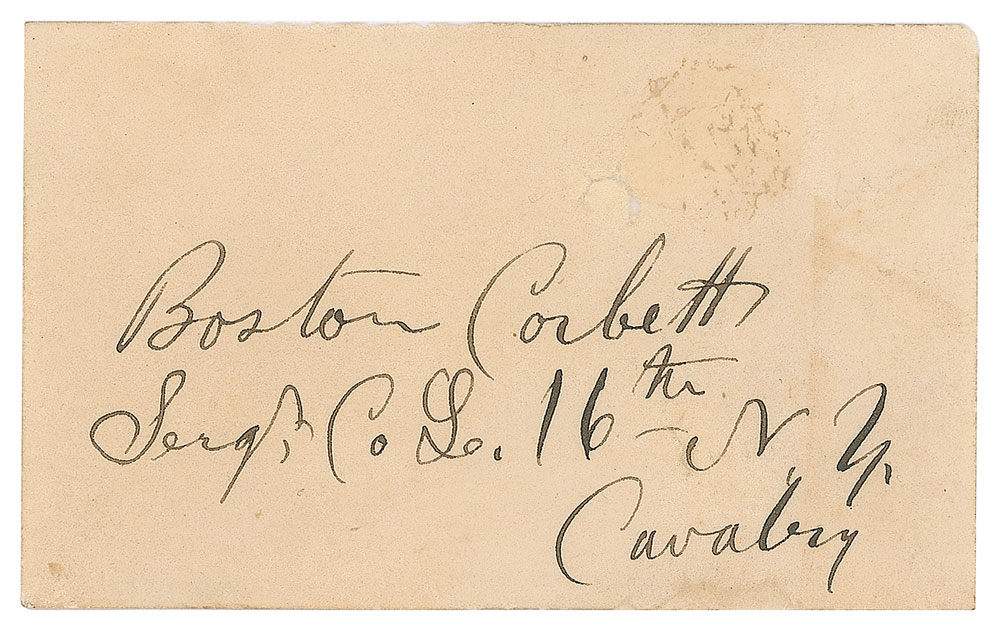 Boston Corbett
Sergt. Co L. 16th N. Y.
Cavalry